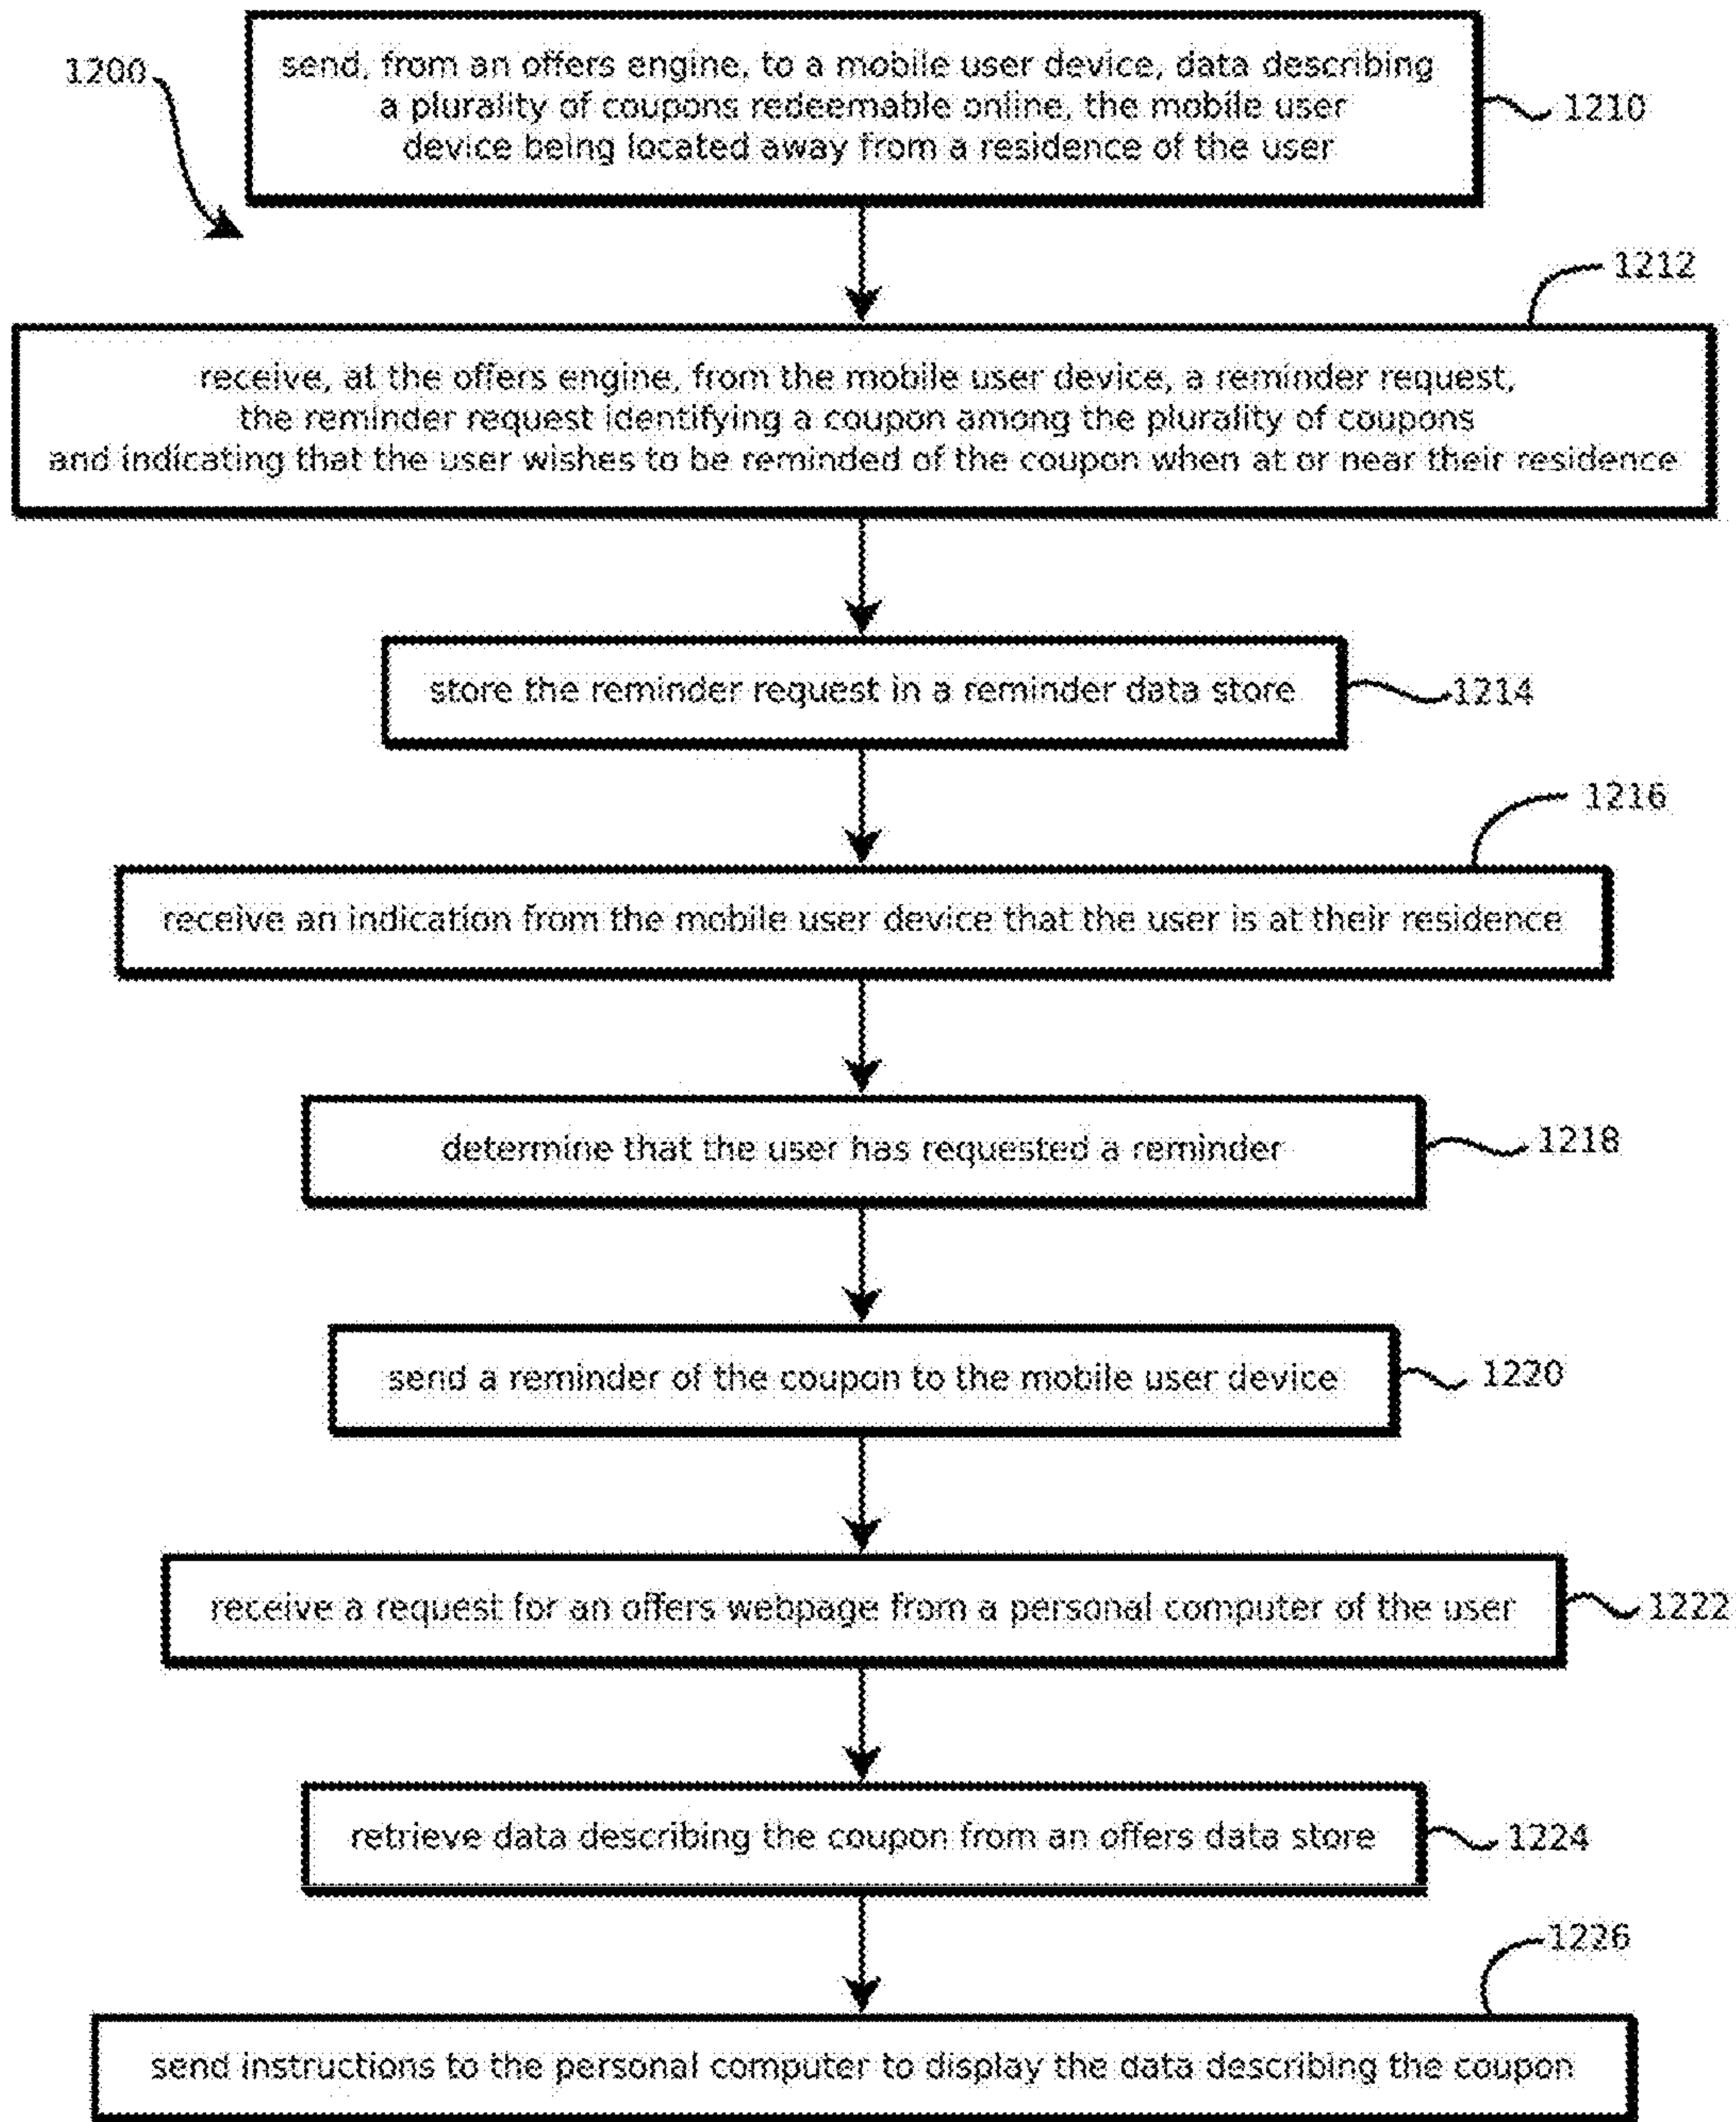 1200
send, from an offers engine, to a mobile user device, data describing
a plurality of coupons redeemable online, the mobile user
device being located away from a residence of the user
1210
1212
receive, at the offers engine, from the mobile user device, a reminder request,
the reminder request identifying a coupon among the plurality of coupons
and indicating that the user wishes to be reminded of the coupon when at or near their residence
store the reminder request in a reminder data store
1214
1216
receive an indication from the mobile user device that the user is at their residence
determine that the user has requested a reminder
1218
send a reminder of the coupon to the mobile user device
1220
receive a request for an offers webpage from a personal computer of the user
1222
retrieve data describing the coupon from an offers data store
1224
1226
send instructions to the personal computer to display the data describing the coupon